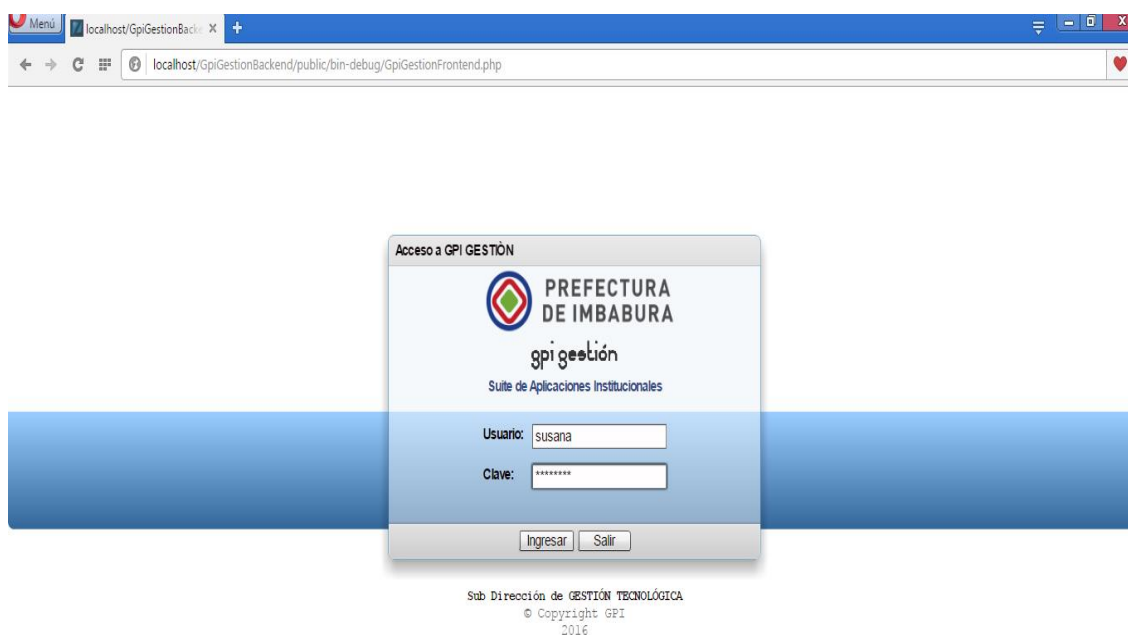 Menú
localhost/GpiGestionBacke
localhost/GpiGestionBackend/public/bin-debug/GpiGestionFrontend.php
Acceso a GPI GESTIÒN
PREFECTURA
DE IMBABURA
gpi gestión
Suite de Aplicaciones Institucionales
Usuario: susana
Clave: ********
Ingresar Salir
Sub Dirección de GESTIÓN TECNOLÓGICA
© Copyright GPI
2016